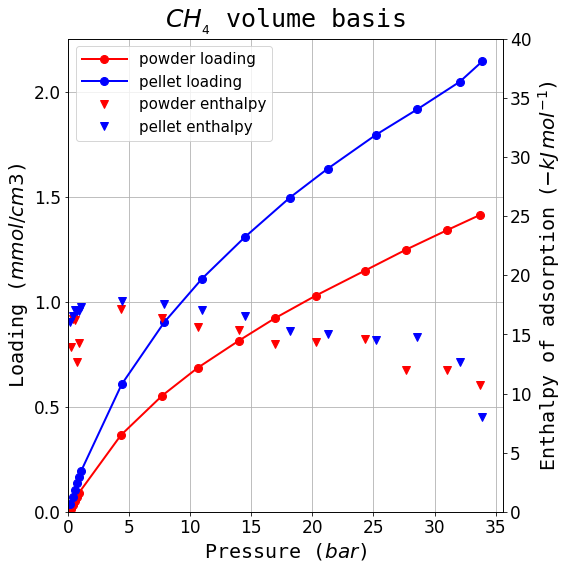 CH₄ volume basis
powder loading
pellet loading
powder enthalpy
pellet enthalpy
Loading (mmol/cm3)
2.0
1.5
1.0
0.5
0.0
0 5 10 15 20 25 30 35
Pressure (bar)
40
35
30
25
20
15
10
5
0
Enthalpy of adsorption (−kJ mol⁻¹)